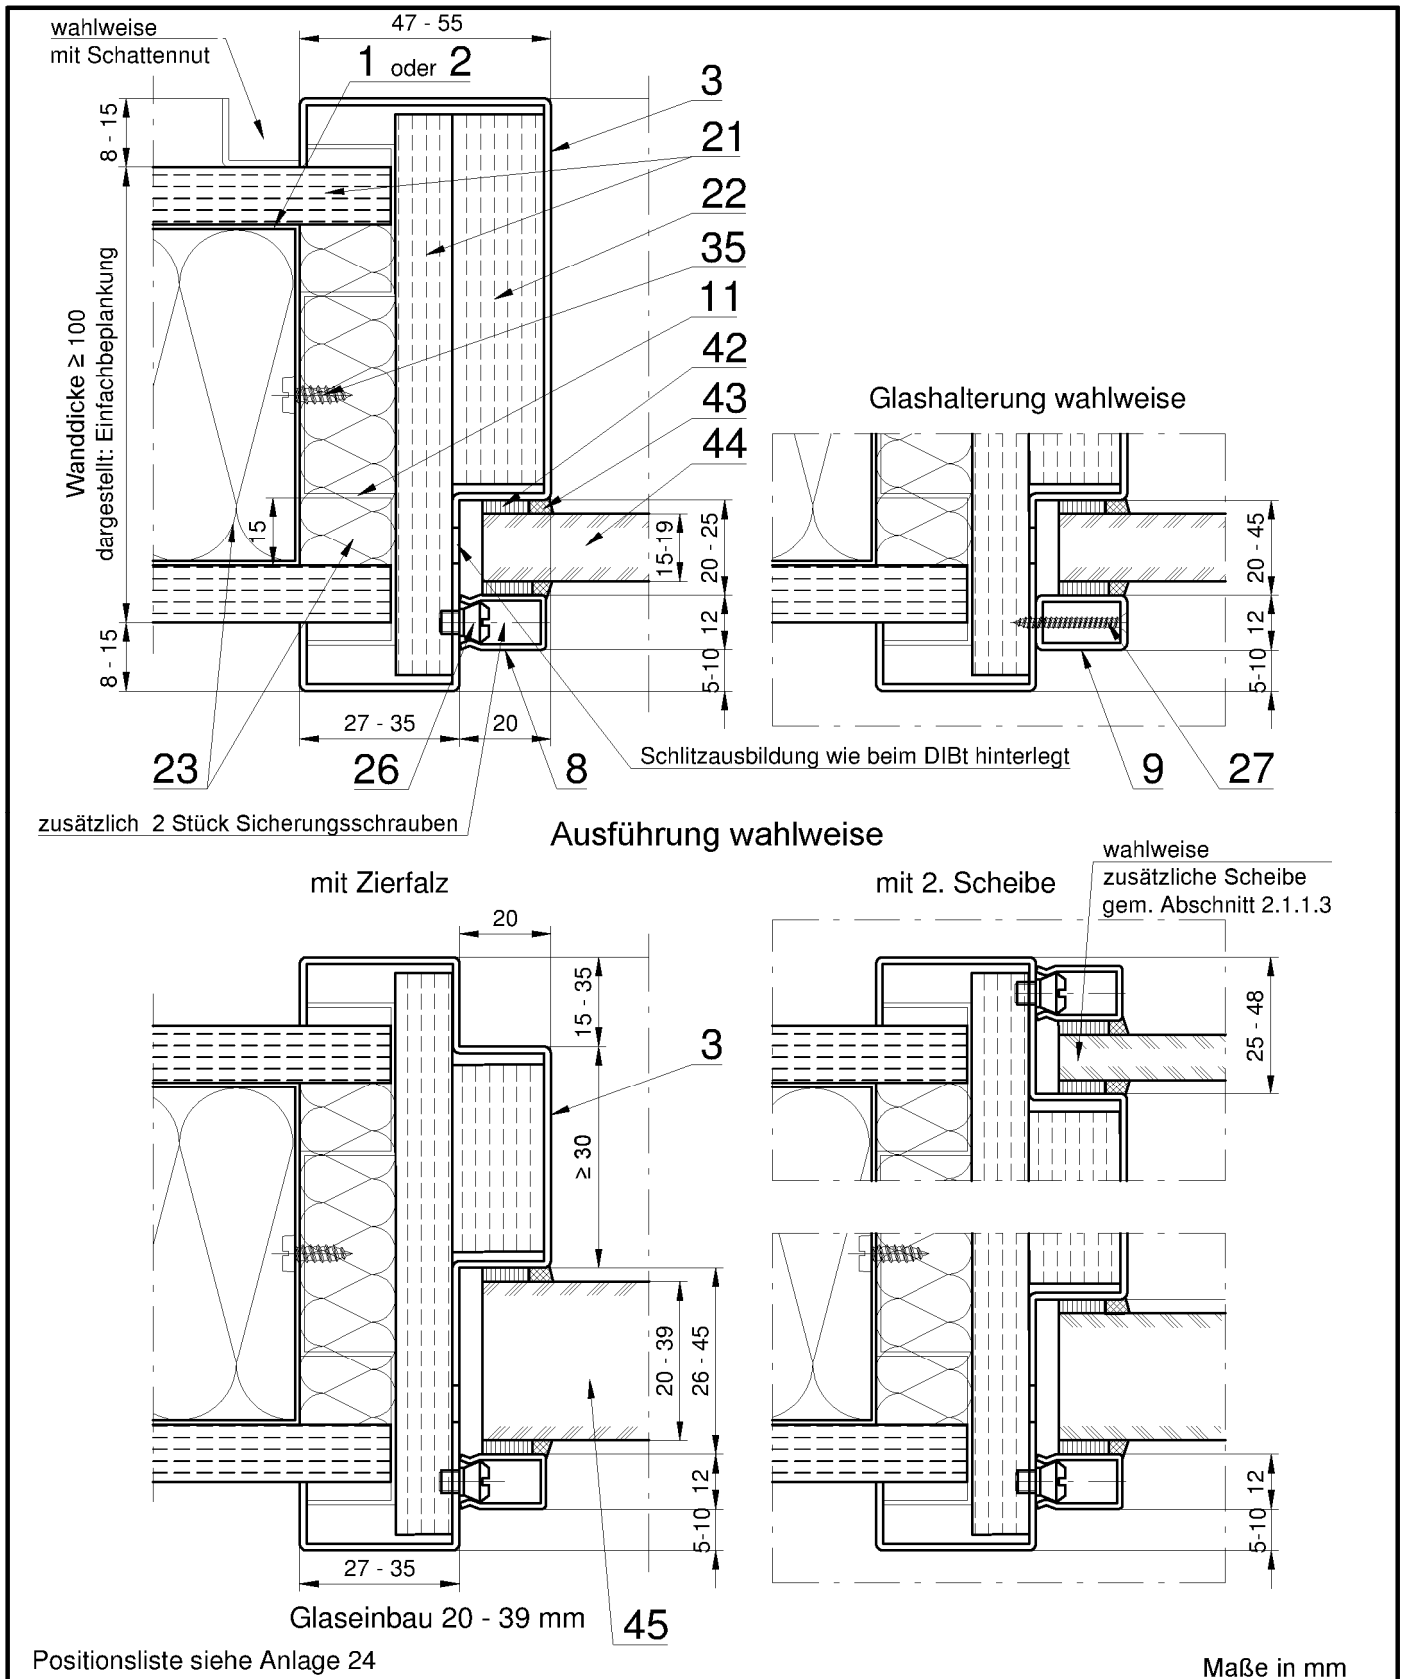 wahlweise
mit Schattennut
47 - 55
1 oder 2
3
8 - 15
21
22
35
11
42
43
44
Wanddicke ≥ 100
dargestellt: Einfachbeplankung
15
15-19
20 - 25
12
5-10
8 - 15
27 - 35
20
23
26
8
Schlitzausbildung wie beim DIBt hinterlegt
zusätzlich 2 Stück Sicherungsschrauben
Glashalterung wahlweise
20 - 45
12
5-10
9
27
Ausführung wahlweise
mit Zierfalz
20
15 - 35
3
≥ 30
20 - 39
26 - 45
12
5-10
27 - 35
Glaseinbau 20 - 39 mm
45
mit 2. Scheibe
wahlweise
zusätzliche Scheibe
gem. Abschnitt 2.1.1.3
25 - 48
12
5-10
Positionsliste siehe Anlage 24
Maße in mm